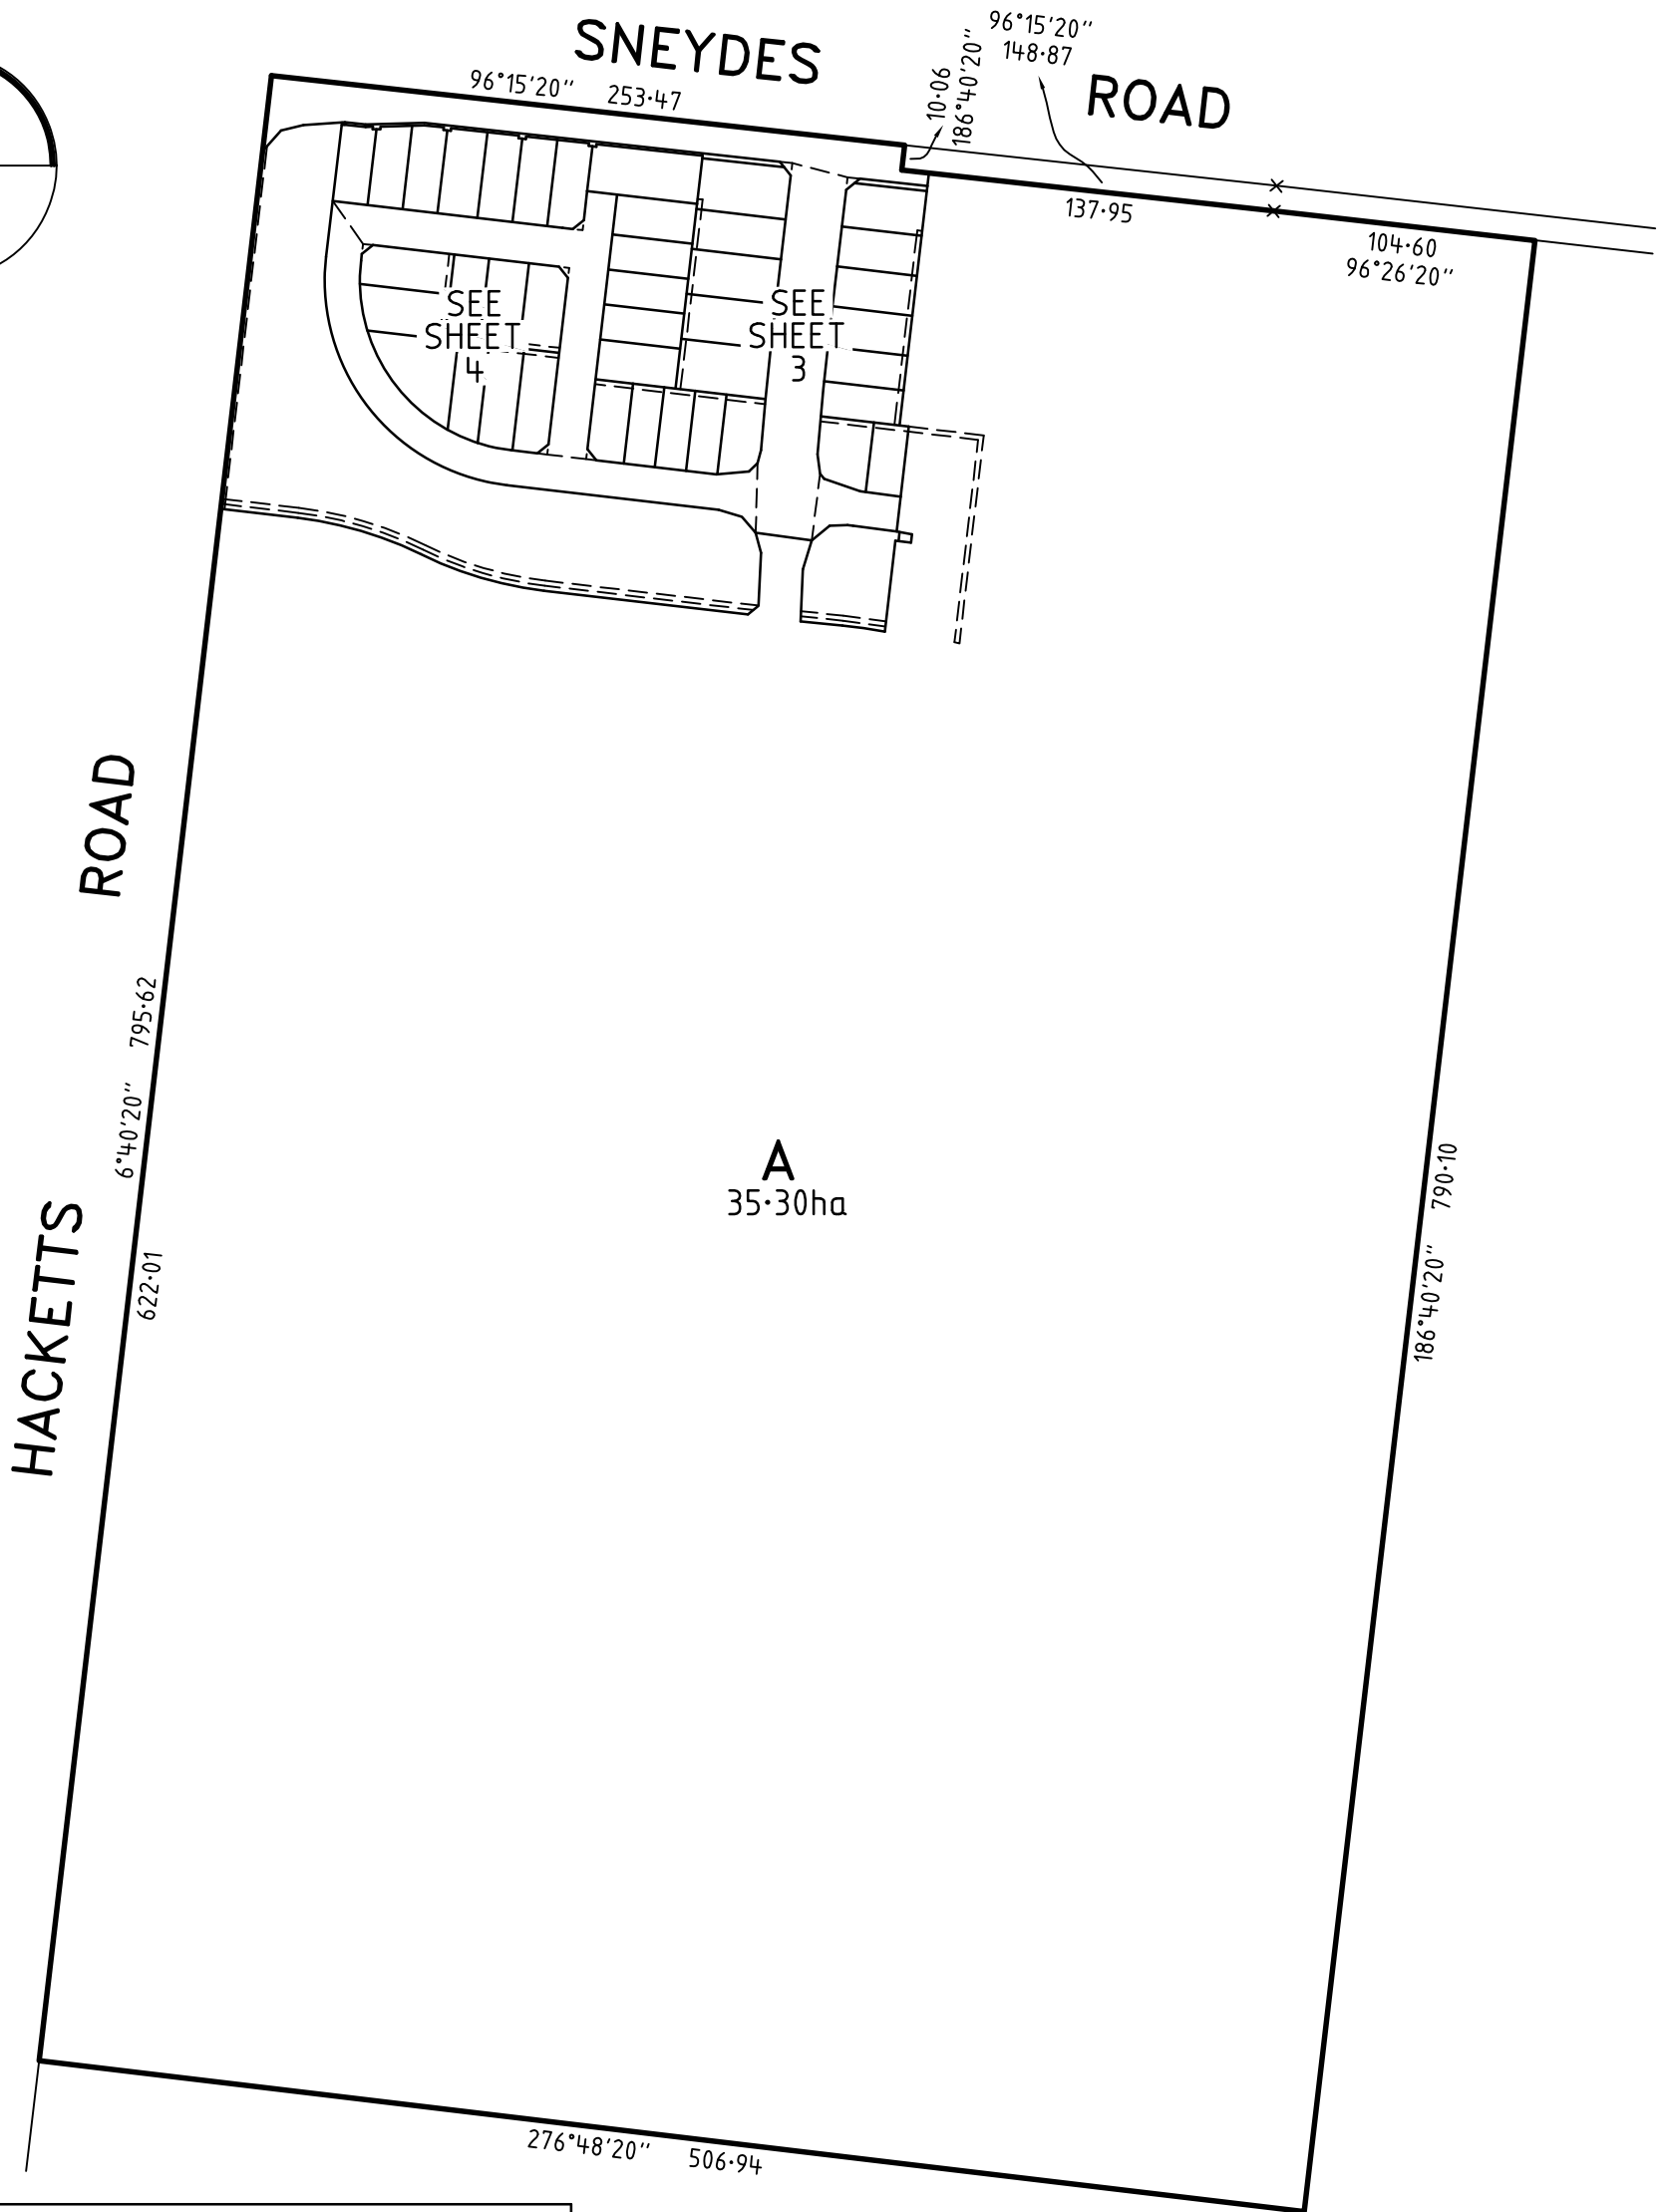 SNEYDES
96°15'20" 253·47
10·06
186°40'20"
96°15'20"
148·87
ROAD
137·95
104·60
96°26'20"
SEE
SHEET
4
SEE
SHEET
3
ROAD
HACKETTS
6°40'20" 795·62
622·01
A
35·30ha
186°40'20" 790·10
276°48'20" 506·94